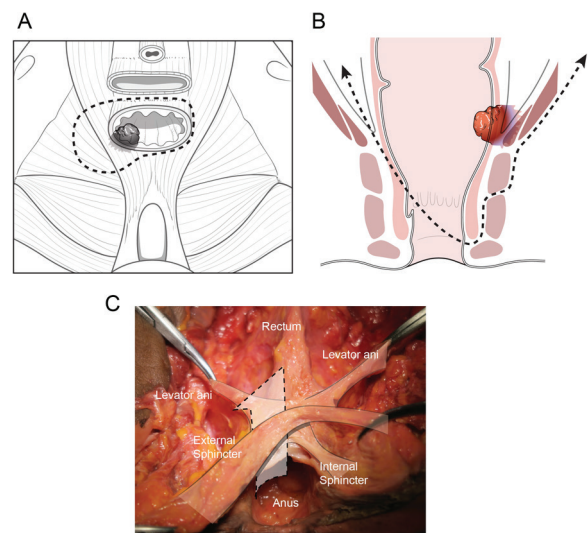 A
B
C
Rectum
Levator ani
Levator ani
External
Sphincter
Internal
Sphincter
Anus